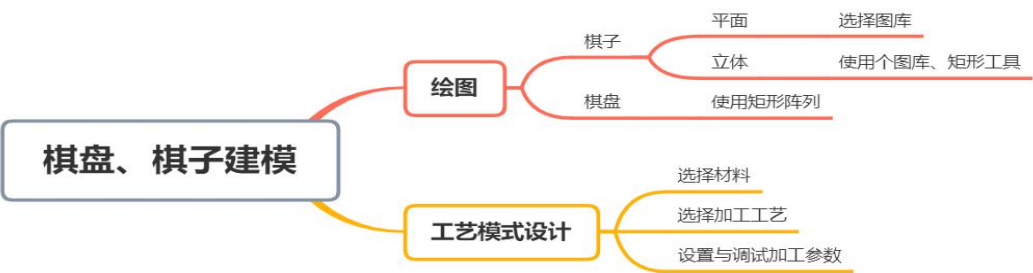 棋盘、棋子建模
绘图
棋子
平面
选择图库
立体
使用个图库、矩形工具
棋盘
使用矩形阵列
工艺模式设计
选择材料
选择加工工艺
设置与调试加工参数